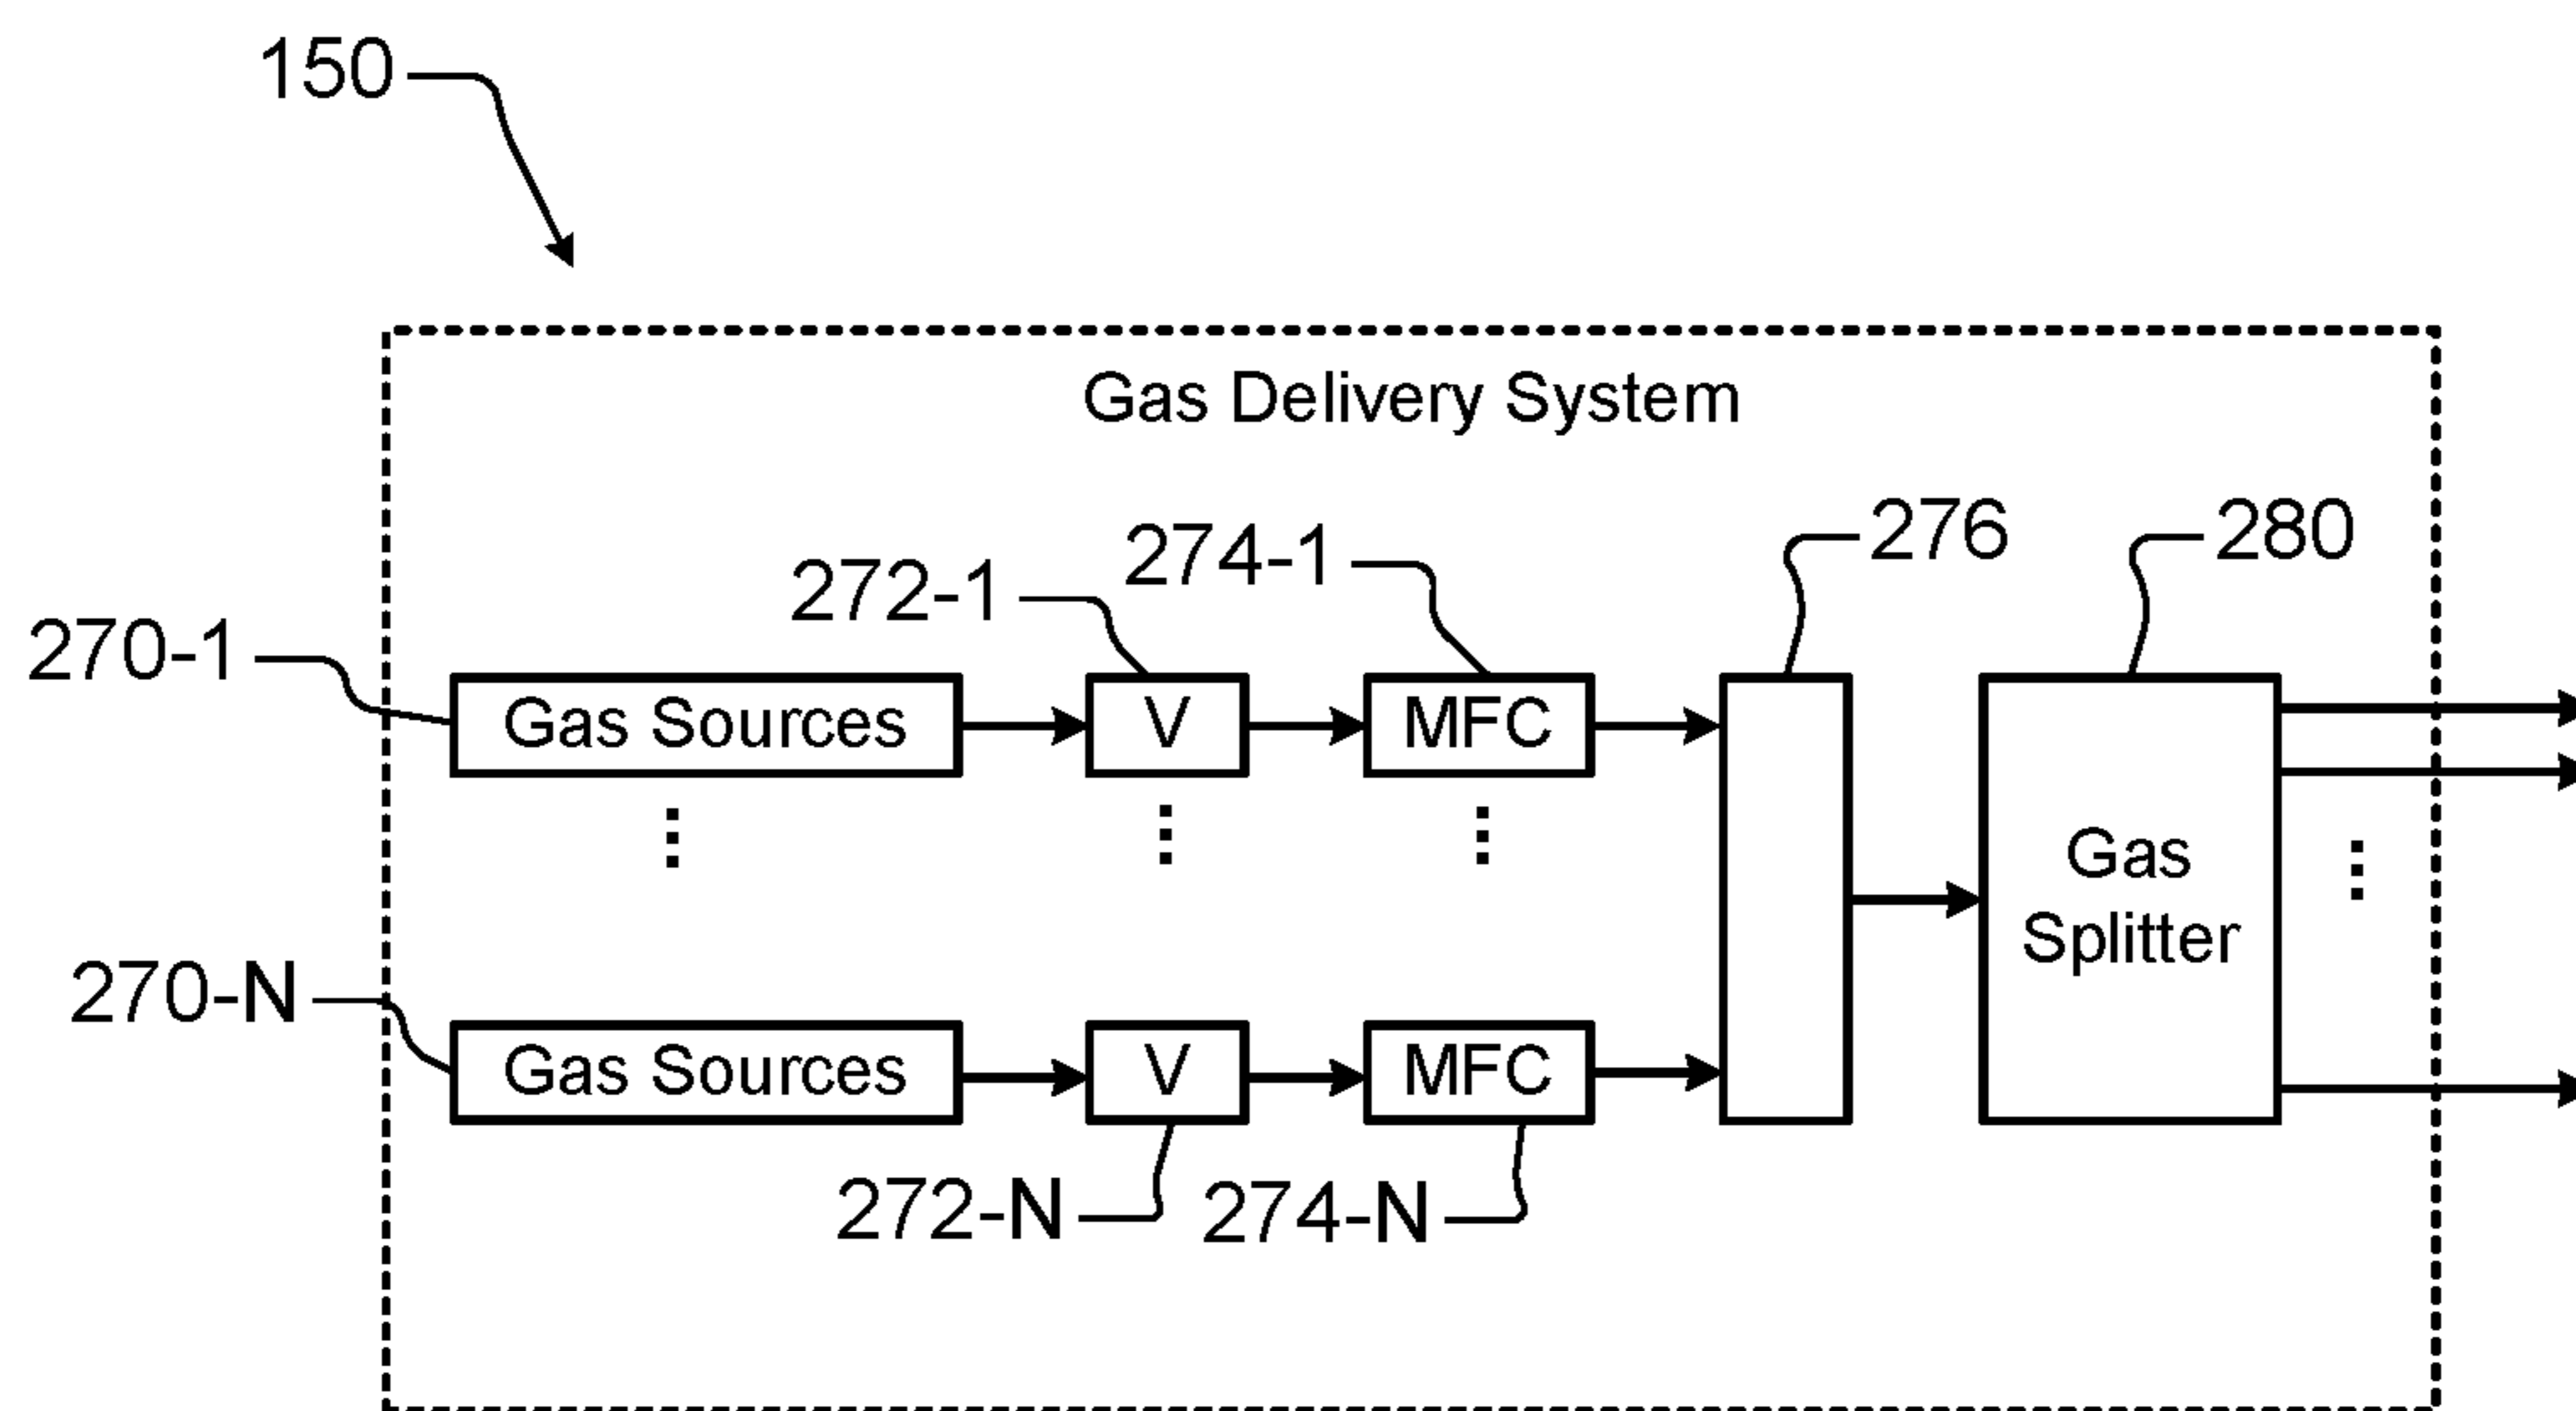 150
Gas Delivery System
276
280
274-1
272-1
270-1
Gas Sources
V
MFC
Gas
Splitter
270-N
Gas Sources
V
MFC
272-N
274-N